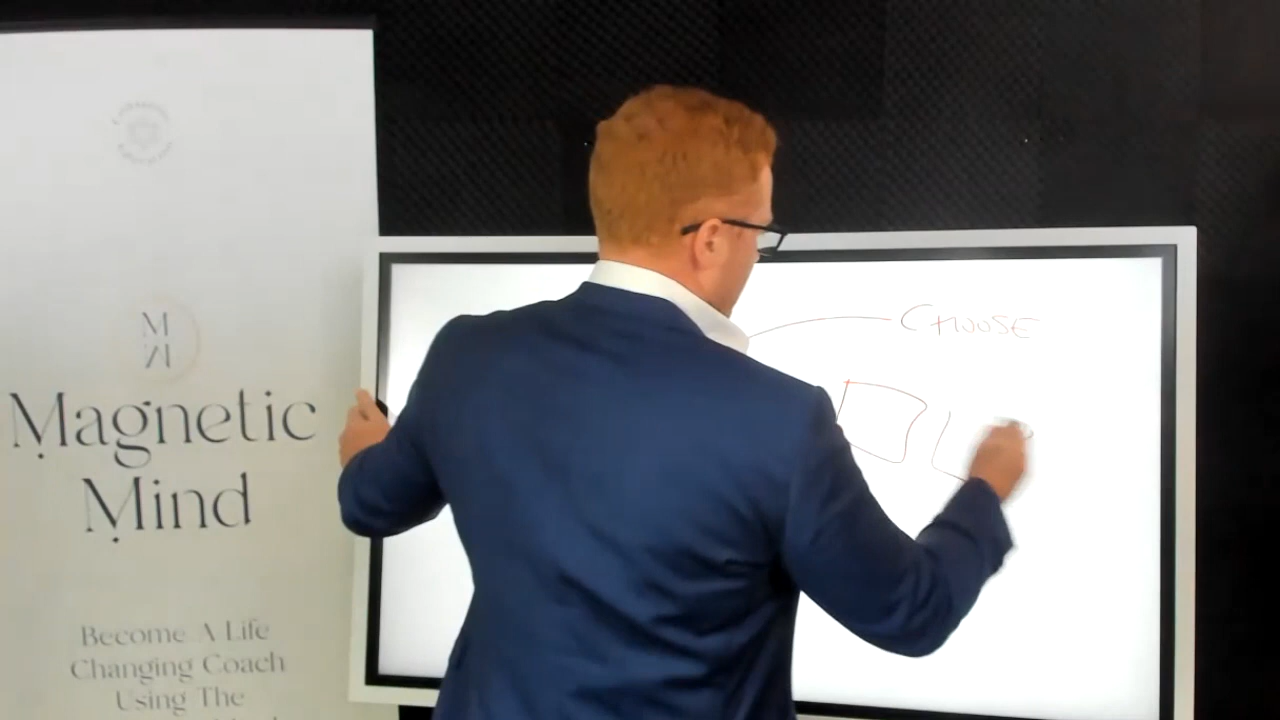 M
M
Magnetic
Mind
Become A Life
Changing Coach
Using The
CHOOSE